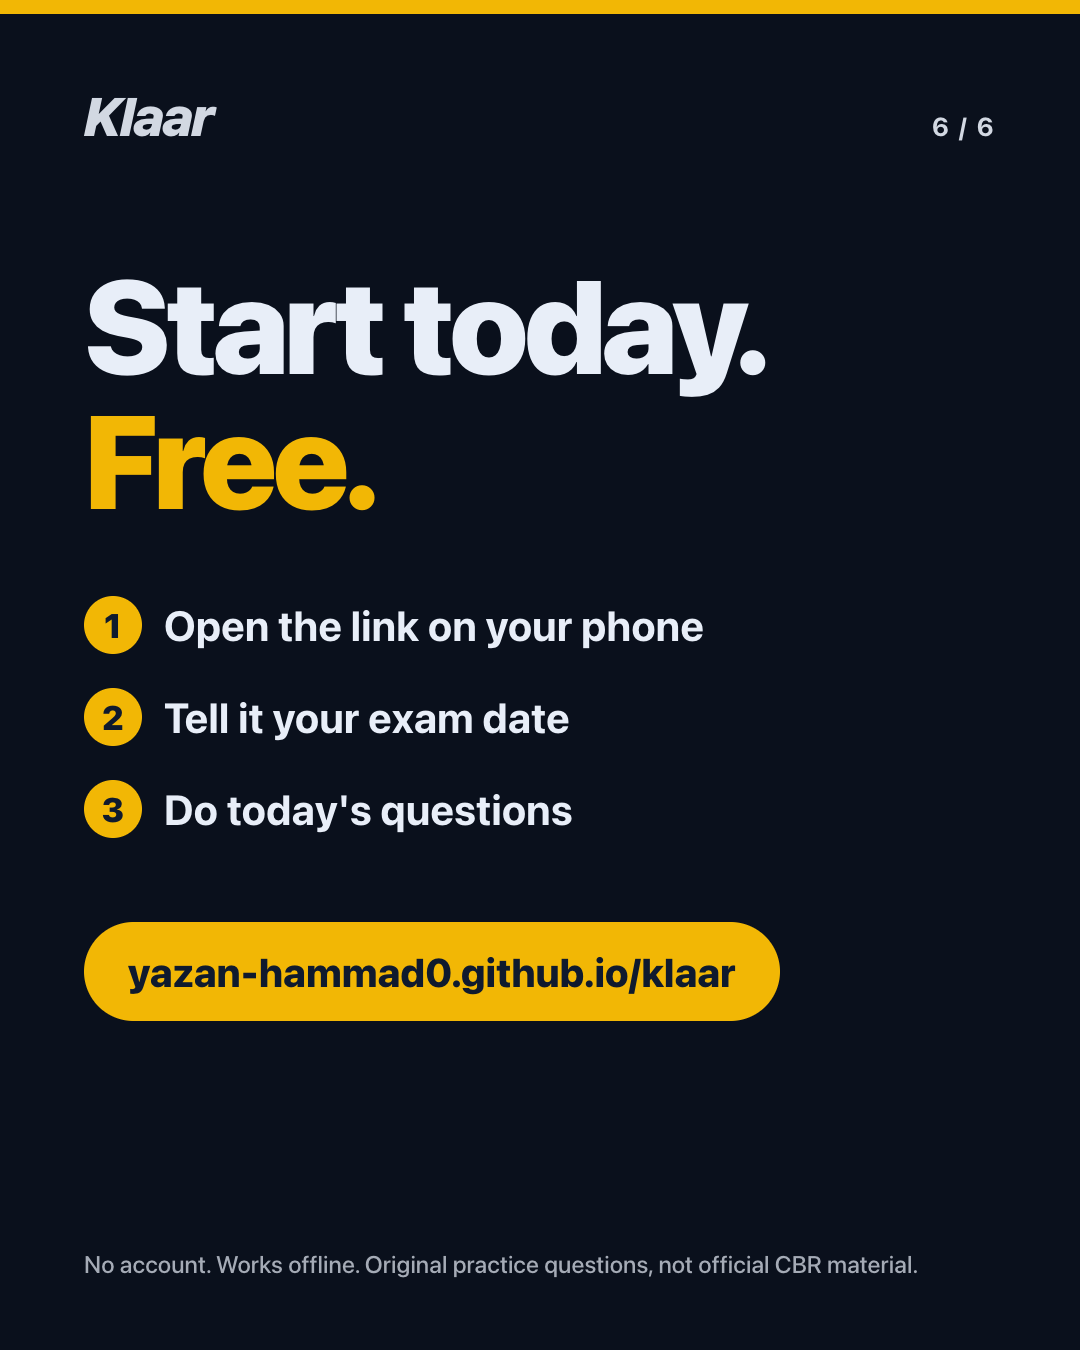 Klaar
6 / 6
Start today.
Free.
1 Open the link on your phone
2 Tell it your exam date
3 Do today's questions
yazan-hammad0.github.io/klaar
No account. Works offline. Original practice questions, not official CBR material.